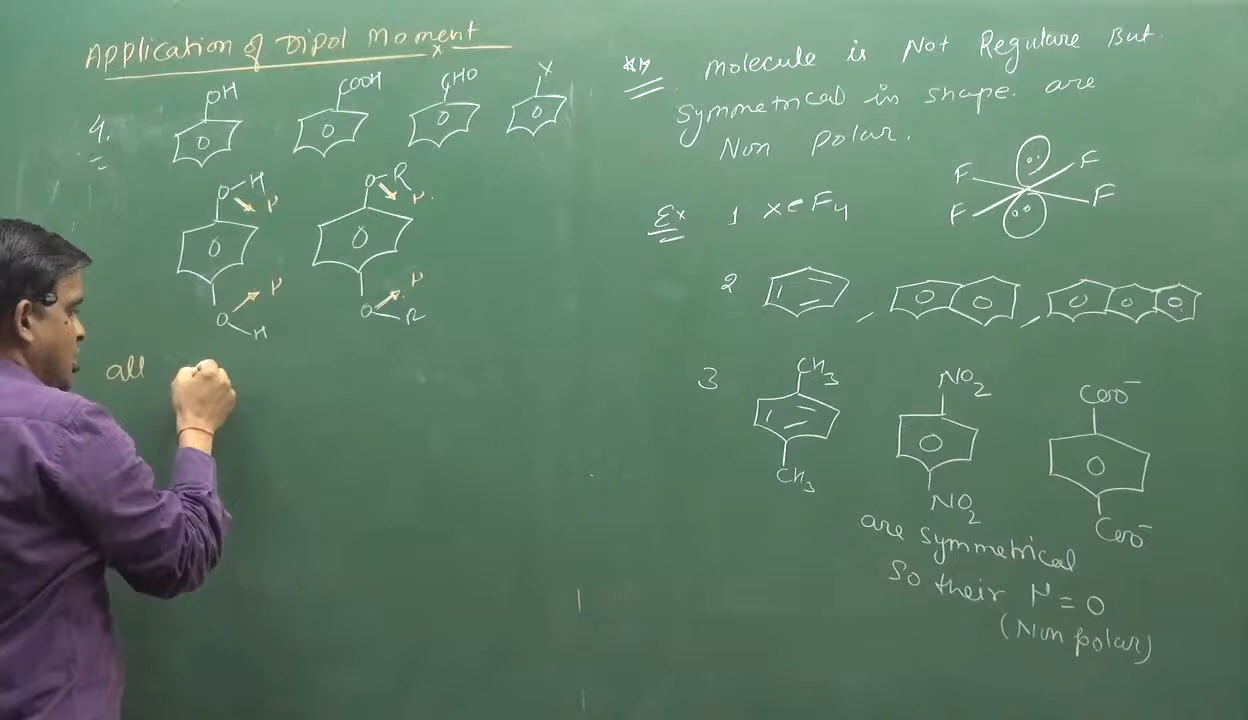 Application of Dipol Moment
4.
OH
COOH
CHO
X
O-H
μ
O-R
μ
μ
O
H
μ
O
R
all
molecule is Not Regulare But
symmetrical in shape. are
Non polar.
F F
F F
Ex 1 XeF4
2
3
CH3
CH3
NO2
NO2
Coo-
Coo-
are symmetrical
So their μ = 0
(Non polar)